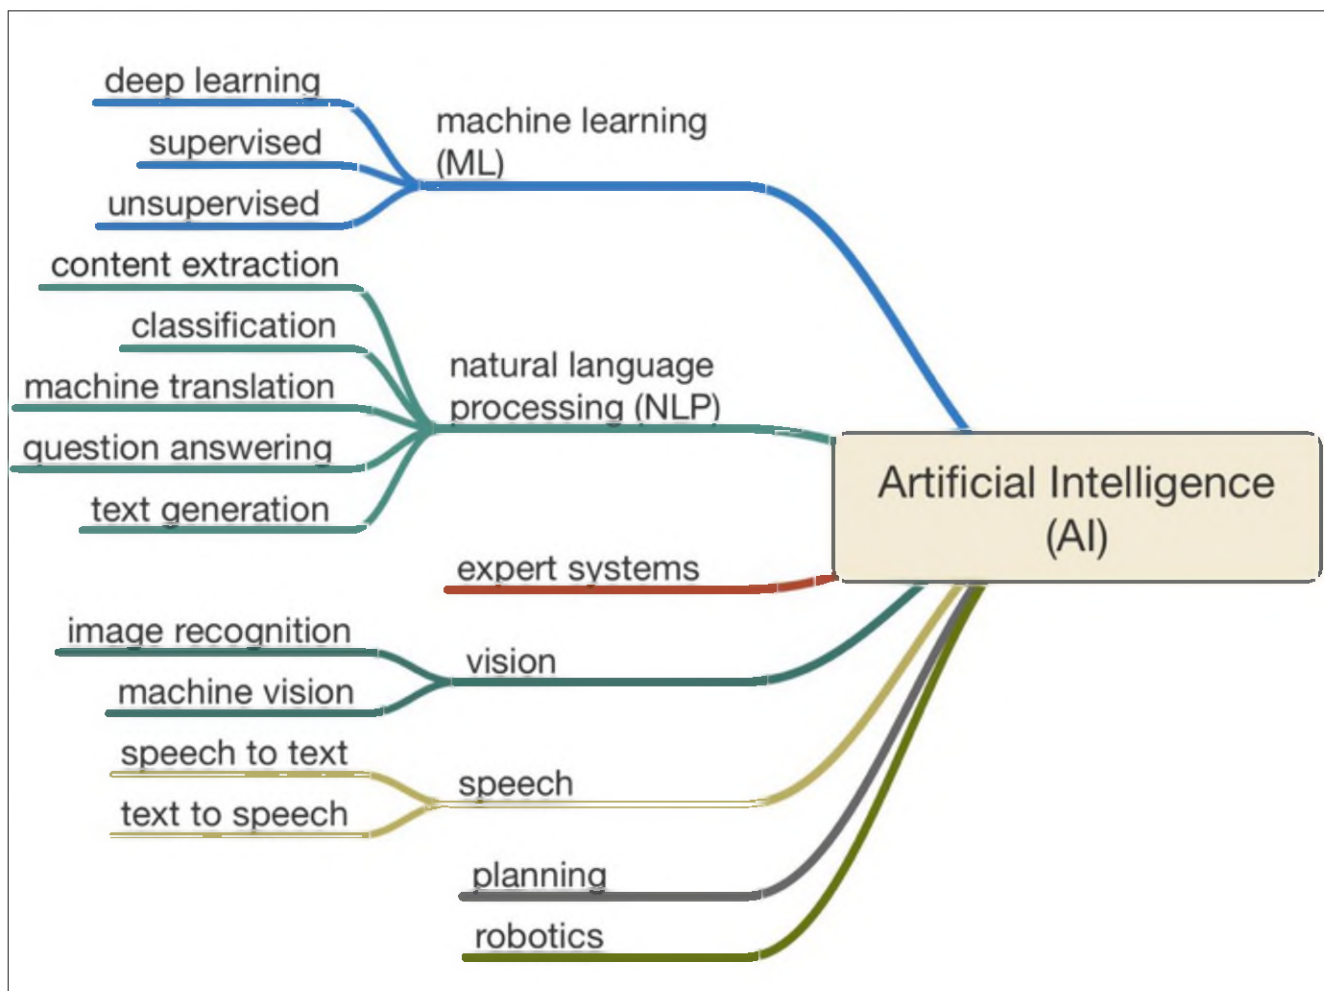 deep learning
supervised
unsupervised
machine learning
(ML)
content extraction
classification
machine translation
question answering
text generation
natural language
processing (NLP)
Artificial Intelligence
(AI)
expert systems
image recognition
machine vision
vision
speech to text
text to speech
speech
planning
robotics